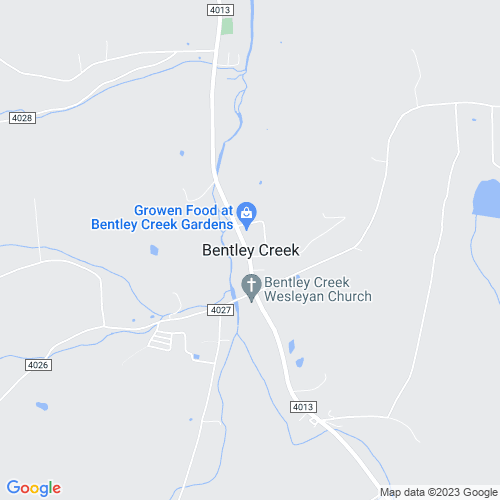 4013
4028
Growen Food at
Bentley Creek Gardens
Bentley Creek
Bentley Creek
Wesleyan Church
4027
4026
4013
Google
Map data ©2023 Google